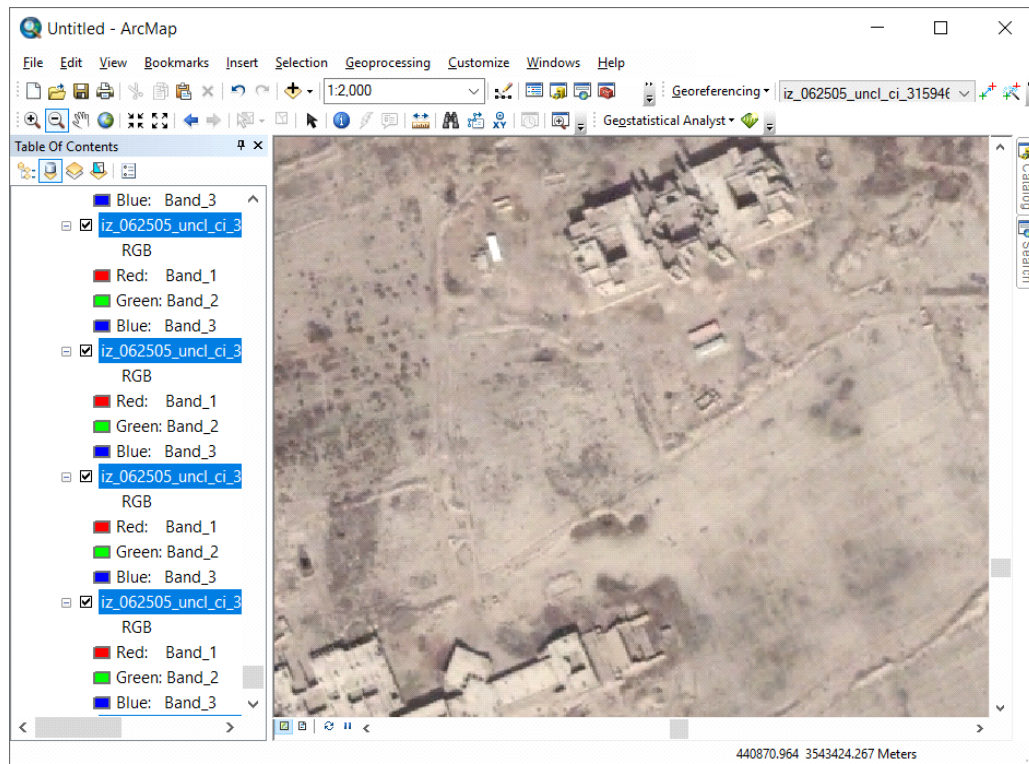 Untitled - ArcMap
File Edit View Bookmarks Insert Selection Geoprocessing Customize Windows Help
1:2,000 Georeferencing iz_062505_uncl_ci_315946
Geostatistical Analyst
Table Of Contents
Blue: Band_3
iz_062505_uncl_ci_3
RGB
Red: Band_1
Green: Band_2
Blue: Band_3
iz_062505_uncl_ci_3
RGB
Red: Band_1
Green: Band_2
Blue: Band_3
iz_062505_uncl_ci_3
RGB
Red: Band_1
Green: Band_2
Blue: Band_3
iz_062505_uncl_ci_3
RGB
Red: Band_1
Green: Band_2
Blue: Band_3
Catalog
Search
440870.964 3543424.267 Meters